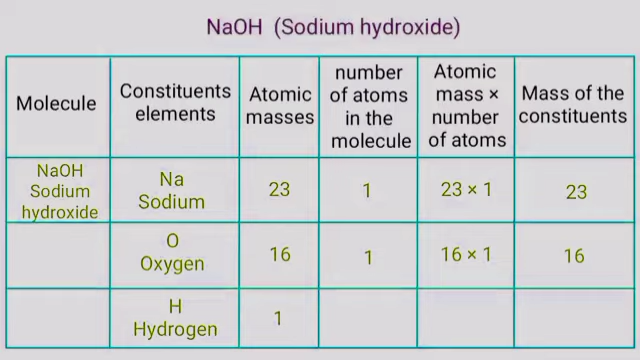 NaOH (Sodium hydroxide)
Molecule
Constituents
elements
Atomic
masses
number
of atoms
in the
molecule
Atomic
mass ×
number
of atoms
Mass of the
constituents
NaOH
Sodium
hydroxide
Na
Sodium
23
1
23 × 1
23
O
Oxygen
16
1
16 × 1
16
H
Hydrogen
1